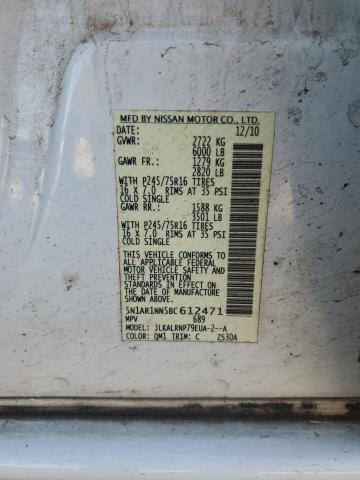 MFD BY NISSAN MOTOR CO., LTD.
DATE: 12/10
GVWR: 2722 KG
6000 LB
GAWR FR.: 1279 KG
2820 LB
WITH P245/75R16 TIRES
16 X 7.0 RIMS AT 35 PSI
COLD SINGLE
GAWR RR.: 1588 KG
3501 LB
WITH P245/75R16 TIRES
16 X 7.0 RIMS AT 35 PSI
COLD SINGLE
THIS VEHICLE CONFORMS TO ALL
APPLICABLE FEDERAL MOTOR
VEHICLE SAFETY AND
THEFT PREVENTION
STANDARDS IN EFFECT ON THE
DATE OF MANUFACTURE
SHOWN ABOVE.
5N1AR1NN5BC612471
MPV 689
MODEL: JLKALRNP79EUA-2--A
COLOR: QM1 TRIM: C ZS30A